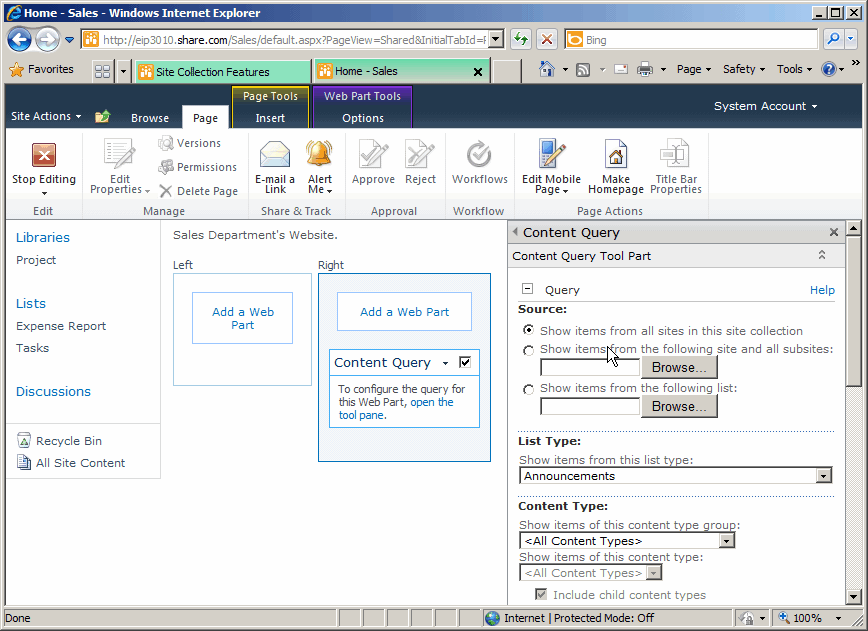 Home - Sales - Windows Internet Explorer
http://eip3010.share.com/Sales/default.aspx?PageView=Shared&InitialTabId=F
Bing
Favorites
Site Collection Features
Home - Sales
Page
Safety
Tools
Site Actions
Browse
Page
Page Tools
Insert
Web Part Tools
Options
System Account
Stop Editing
Edit Properties
Versions
Permissions
Delete Page
E-mail a Link
Alert Me
Approve
Reject
Workflows
Edit Mobile Page
Make Homepage
Title Bar Properties
Edit
Manage
Share & Track
Approval
Workflow
Page Actions
Libraries
Project
Lists
Expense Report
Tasks
Discussions
Recycle Bin
All Site Content
Sales Department's Website.
Left
Add a Web
Part
Right
Add a Web Part
Content Query
To configure the query for
this Web Part, open the
tool pane.
Content Query
Content Query Tool Part
Query
Help
Source:
Show items from all sites in this site collection
Show items from the following site and all subsites:
Browse...
Show items from the following list:
Browse...
List Type:
Show items from this list type:
Announcements
Content Type:
Show items of this content type group:
<All Content Types>
Show items of this content type:
<All Content Types>
Include child content types
Done
Internet | Protected Mode: Off
100%